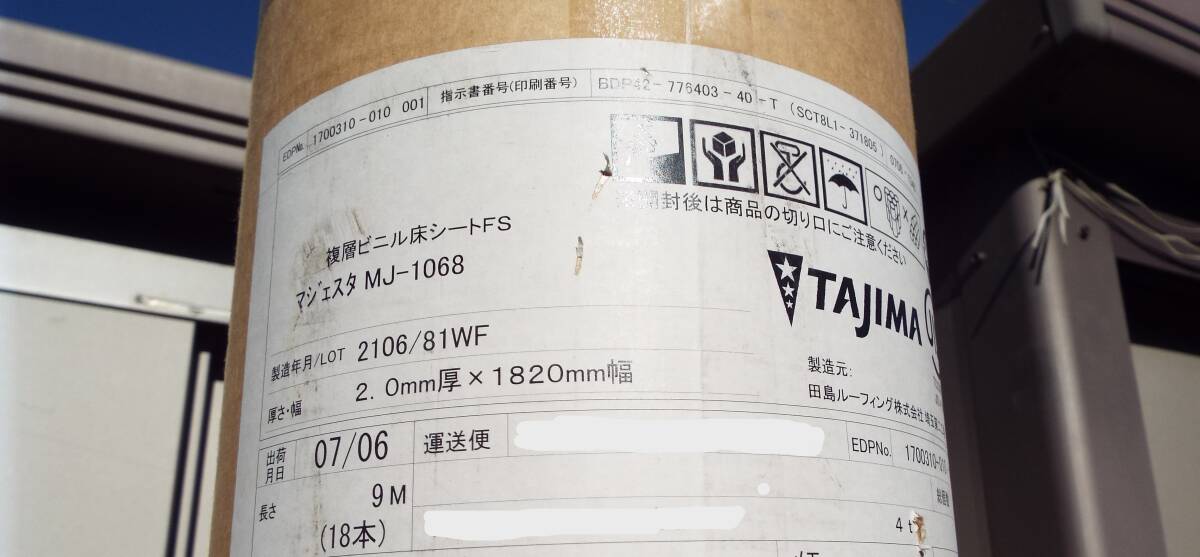 EDPNo. 1700310-010 001 指示書番号(印刷番号) BDP42-776403-40-T (SCT8L1-371805)
開封後は商品の切り口にご注意ください
複層ビニル床シートFS
マジェスタ MJ-1068
TAJIMA
製造年月/LOT 2106/81WF
厚さ・幅 2.0mm厚×1820mm幅
製造元:
田島ルーフィング株式会社
出荷月日 07/06 運送便 EDPNo. 1700310-010
長さ 9M
(18本)